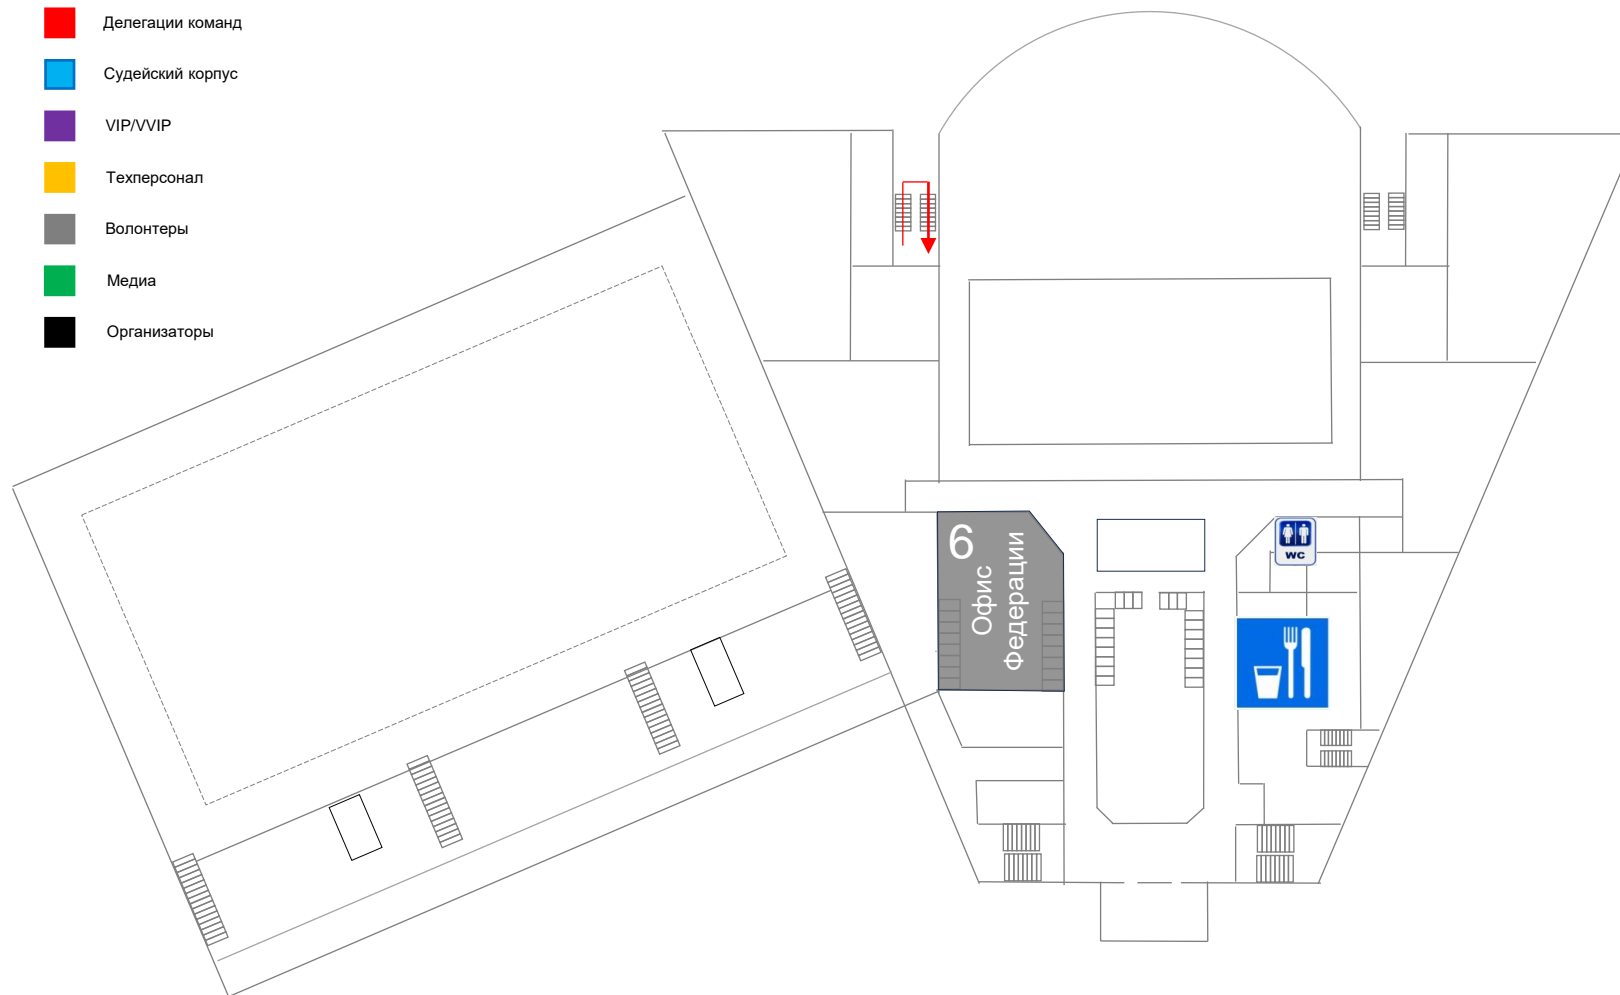 Делегации команд
Судейский корпус
VIP/VVIP
Техперсонал
Волонтеры
Медиа
Организаторы
6
Офис
Федерации
WC